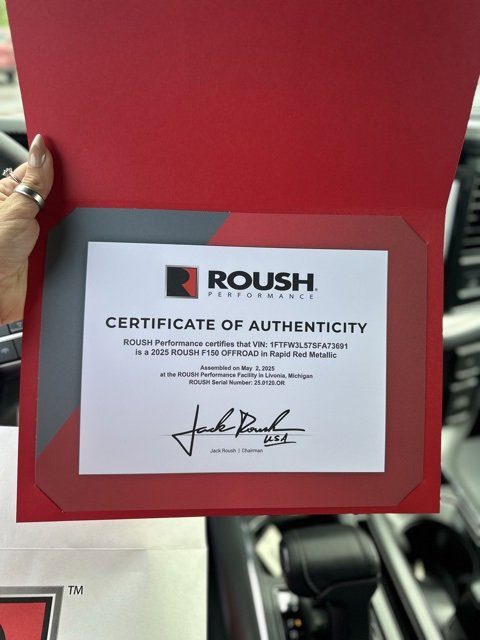 ROUSH
PERFORMANCE
CERTIFICATE OF AUTHENTICITY
ROUSH Performance certifies that VIN: 1FTFW3L57SFA73691
is a 2025 ROUSH F150 OFFROAD in Rapid Red Metallic
Assembled on May 2, 2025
at the ROUSH Performance Facility in Livonia, Michigan
ROUSH Serial Number: 25.0120.OR
Jack Roush
USA
Jack Roush | Chairman
TM